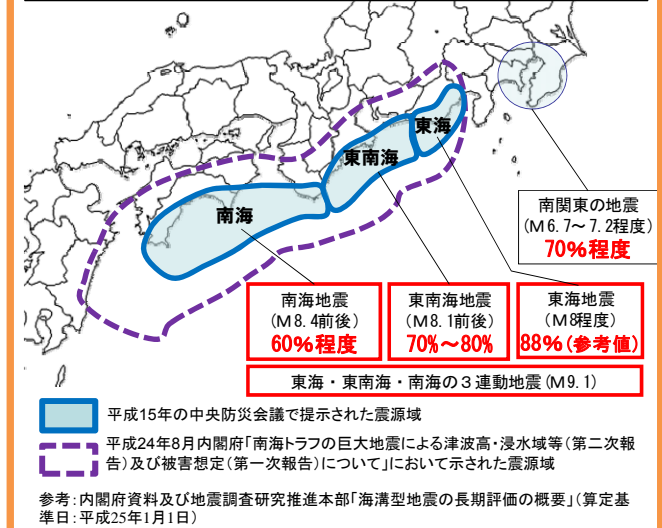 東海
東南海
南海
南関東の地震
(M6.7～7.2程度)
70%程度
南海地震
(M8.4前後)
60%程度
東南海地震
(M8.1前後)
70%～80%
東海地震
(M8程度)
88%(参考値)
東海・東南海・南海の３連動地震(M9.1)
平成15年の中央防災会議で提示された震源域
平成24年8月内閣府「南海トラフの巨大地震による津波高・浸水域等(第二次報
告)及び被害想定(第一次報告)について」において示された震源域
参考:内閣府資料及び地震調査研究推進本部「海溝型地震の長期評価の概要」(算定基
準日:平成25年1月1日)